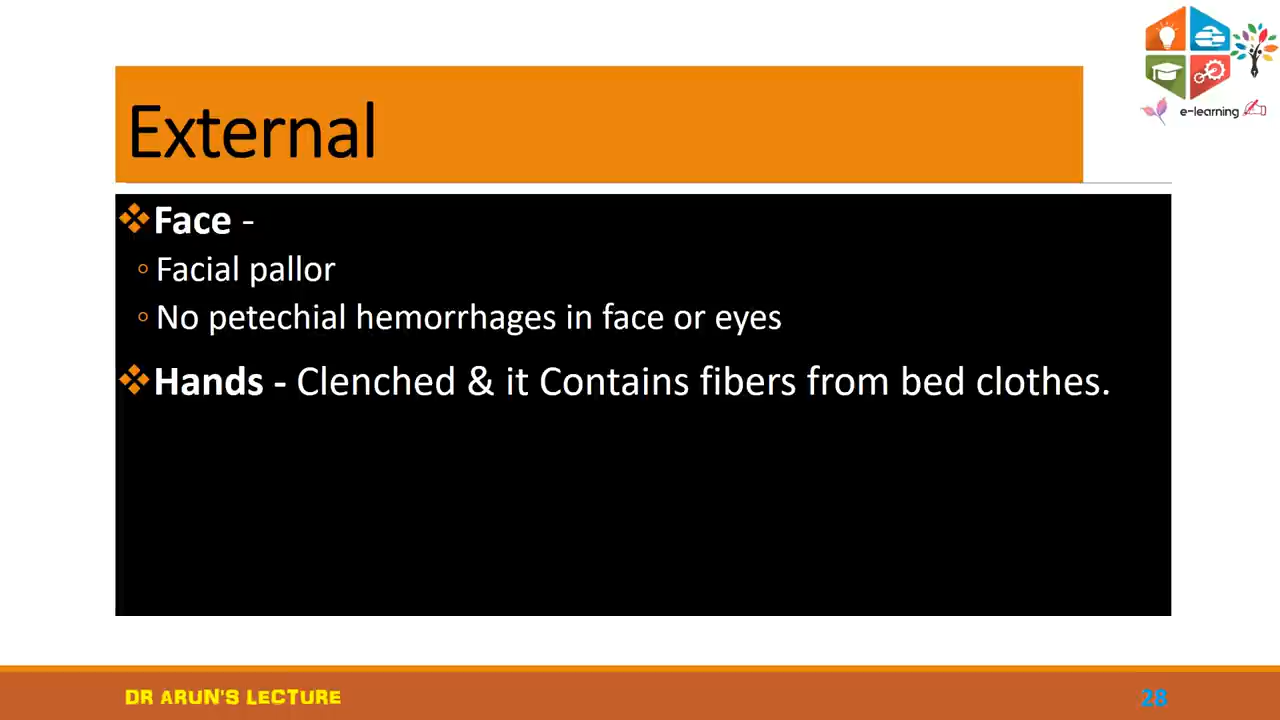 e-learning
External
❖Face -
◦Facial pallor
◦No petechial hemorrhages in face or eyes
❖Hands - Clenched & it Contains fibers from bed clothes.
DR ARUN'S LECTURE
28